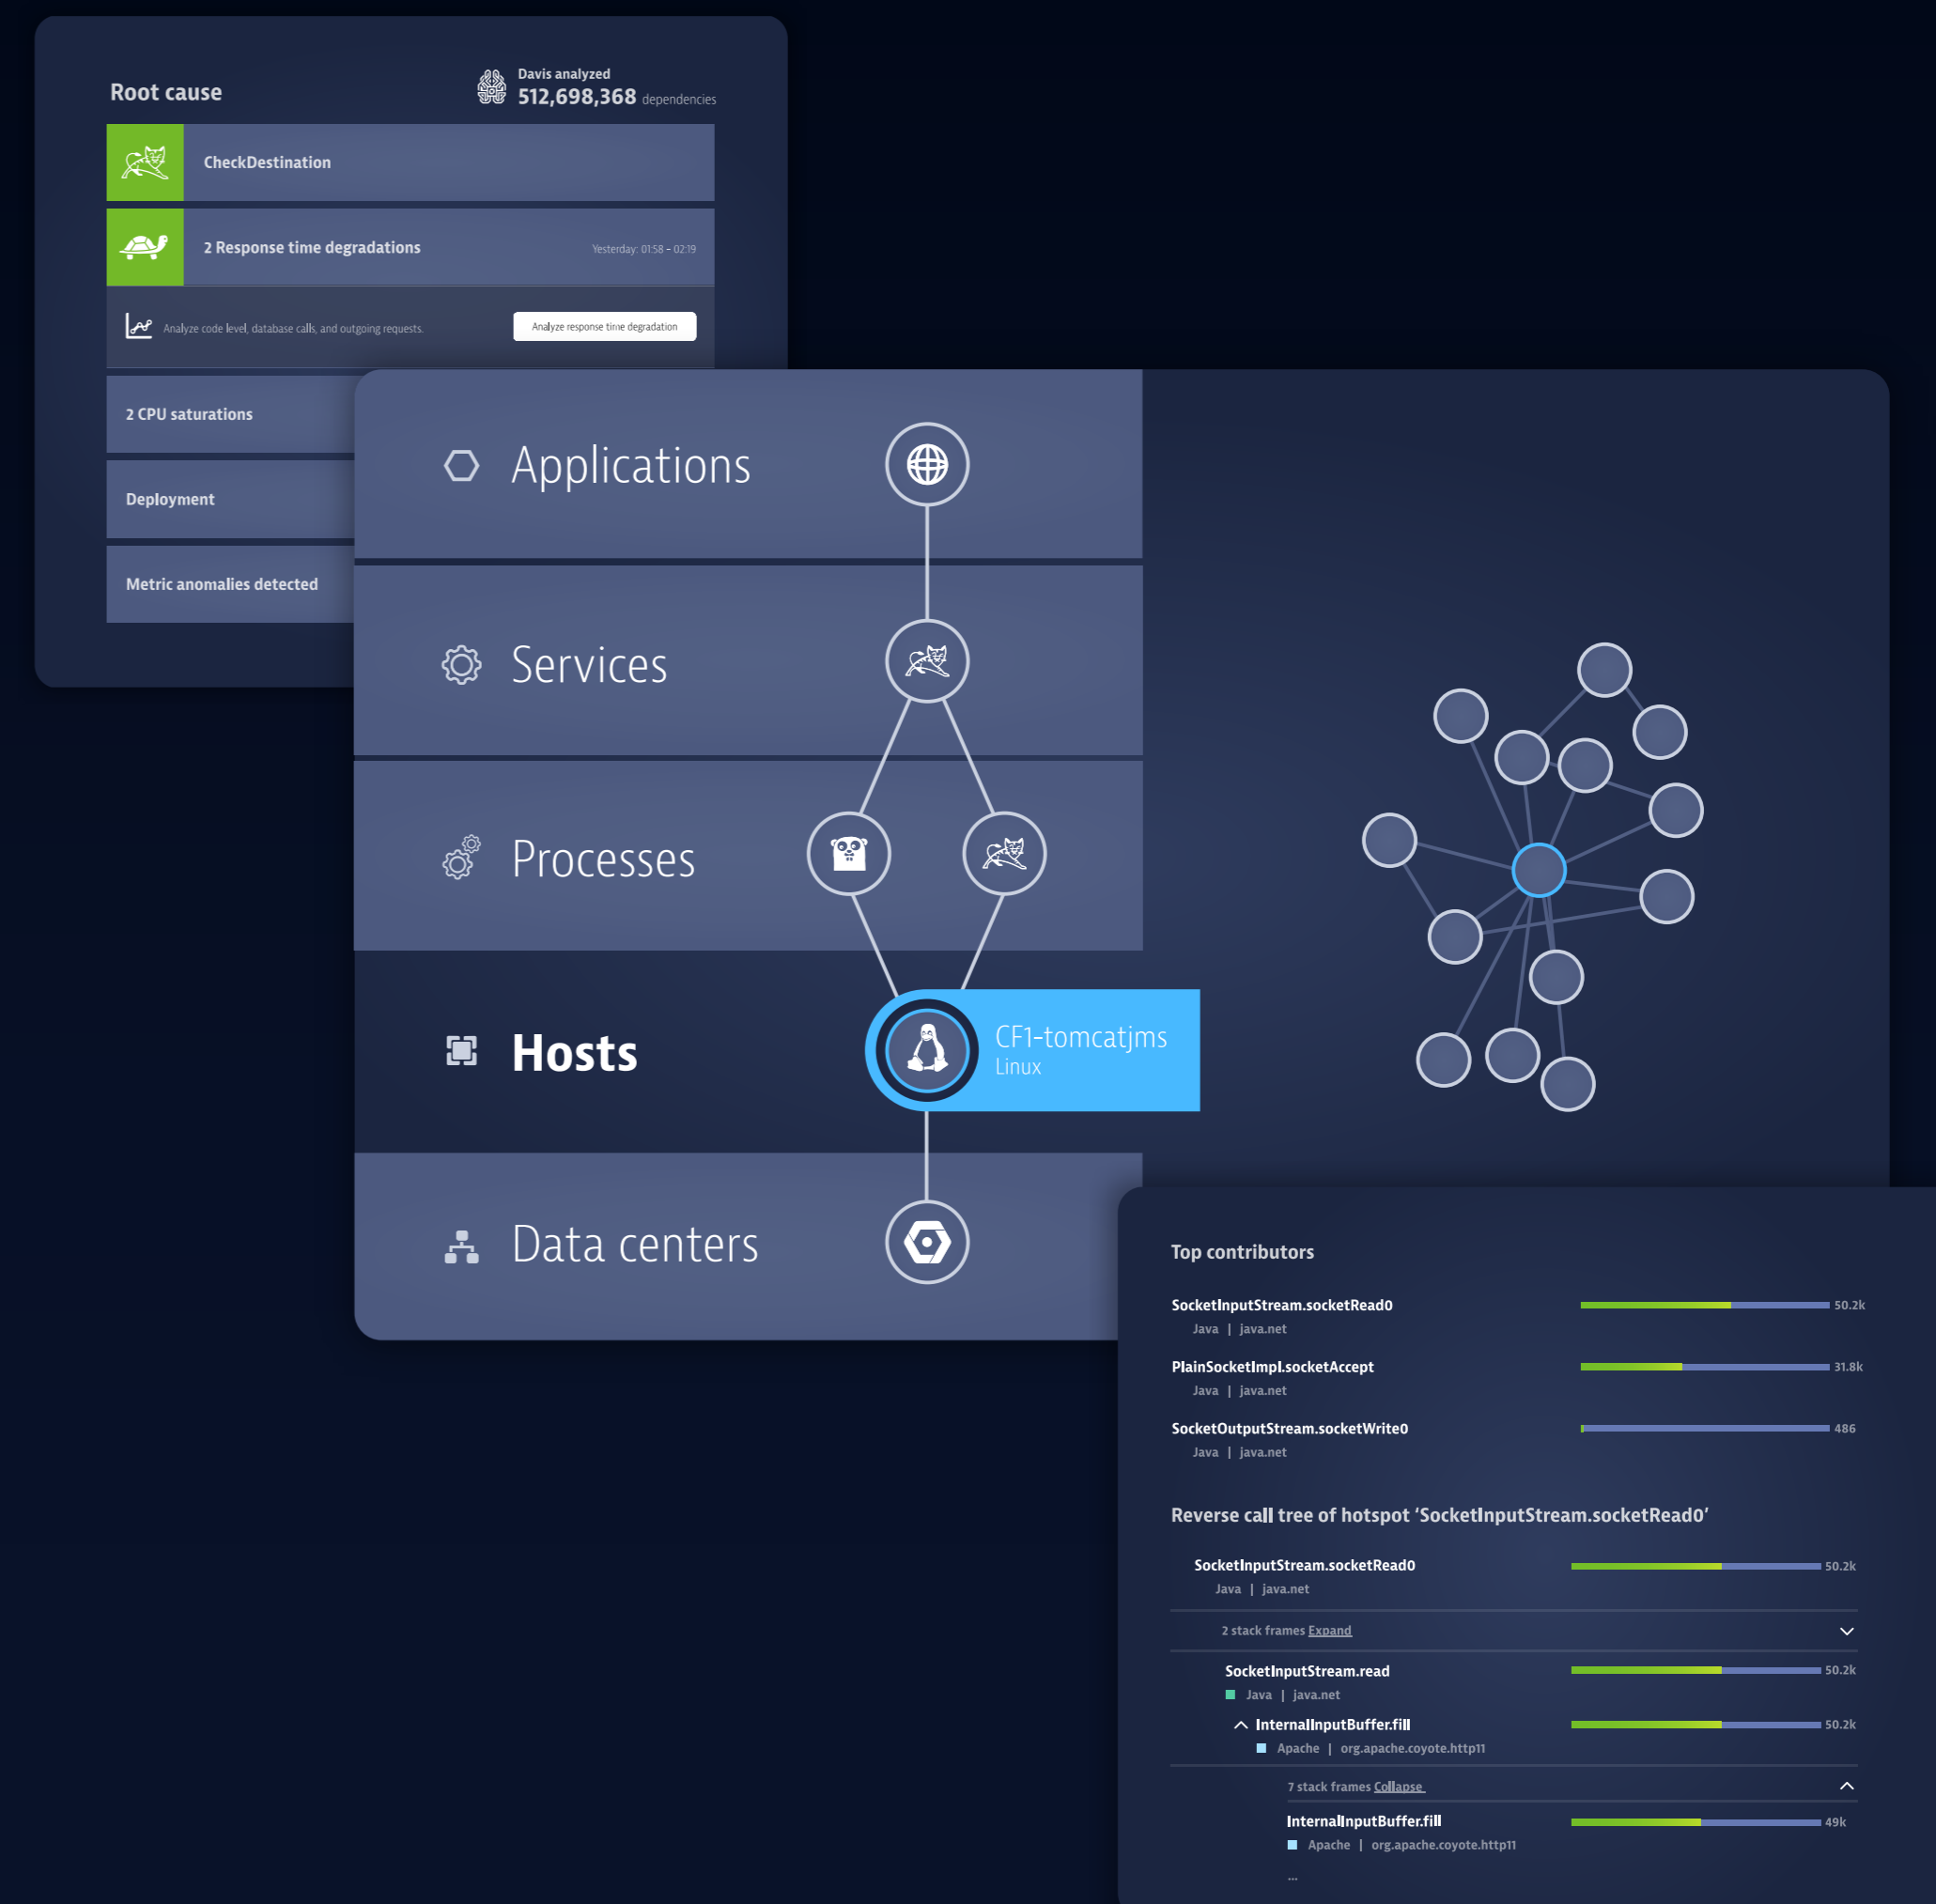 Root cause
Davis analyzed
512,698,368 dependencies
CheckDestination
2 Response time degradations
Yesterday: 01:58 - 02:19
Analyze code level, database calls, and outgoing requests.
Analyze response time degradation
2 CPU saturations
Deployment
Metric anomalies detected
Applications
Services
Processes
Hosts
CF1-tomcatjms
Linux
Data centers
Top contributors
SocketInputStream.socketRead0 50.2k
Java | java.net
PlainSocketImpl.socketAccept 31.8k
Java | java.net
SocketOutputStream.socketWrite0 486
Java | java.net
Reverse call tree of hotspot ‘SocketInputStream.socketRead0’
SocketInputStream.socketRead0 50.2k
Java | java.net
2 stack frames Expand
SocketInputStream.read 50.2k
Java | java.net
InternalInputBuffer.fill 50.2k
Apache | org.apache.coyote.http11
7 stack frames Collapse
InternalInputBuffer.fill 49k
Apache | org.apache.coyote.http11
...